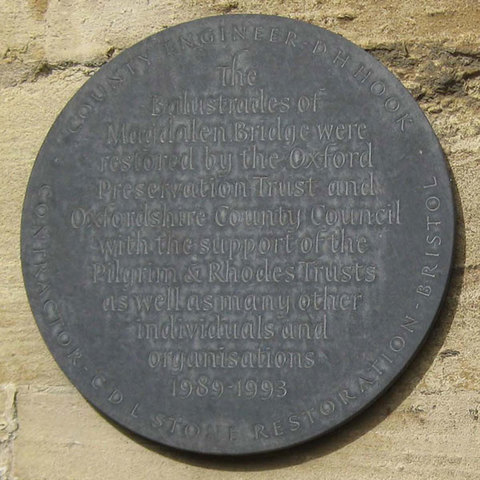 COUNTY ENGINEER · D H HOOK
The
Balustrades of
Magdalen Bridge were
restored by the Oxford
Preservation Trust and
Oxfordshire County Council
with the support of the
Pilgrim & Rhodes Trusts
as well as many other
individuals and
organisations
1989-1993
CONTRACTOR - C D L STONE RESTORATION - BRISTOL